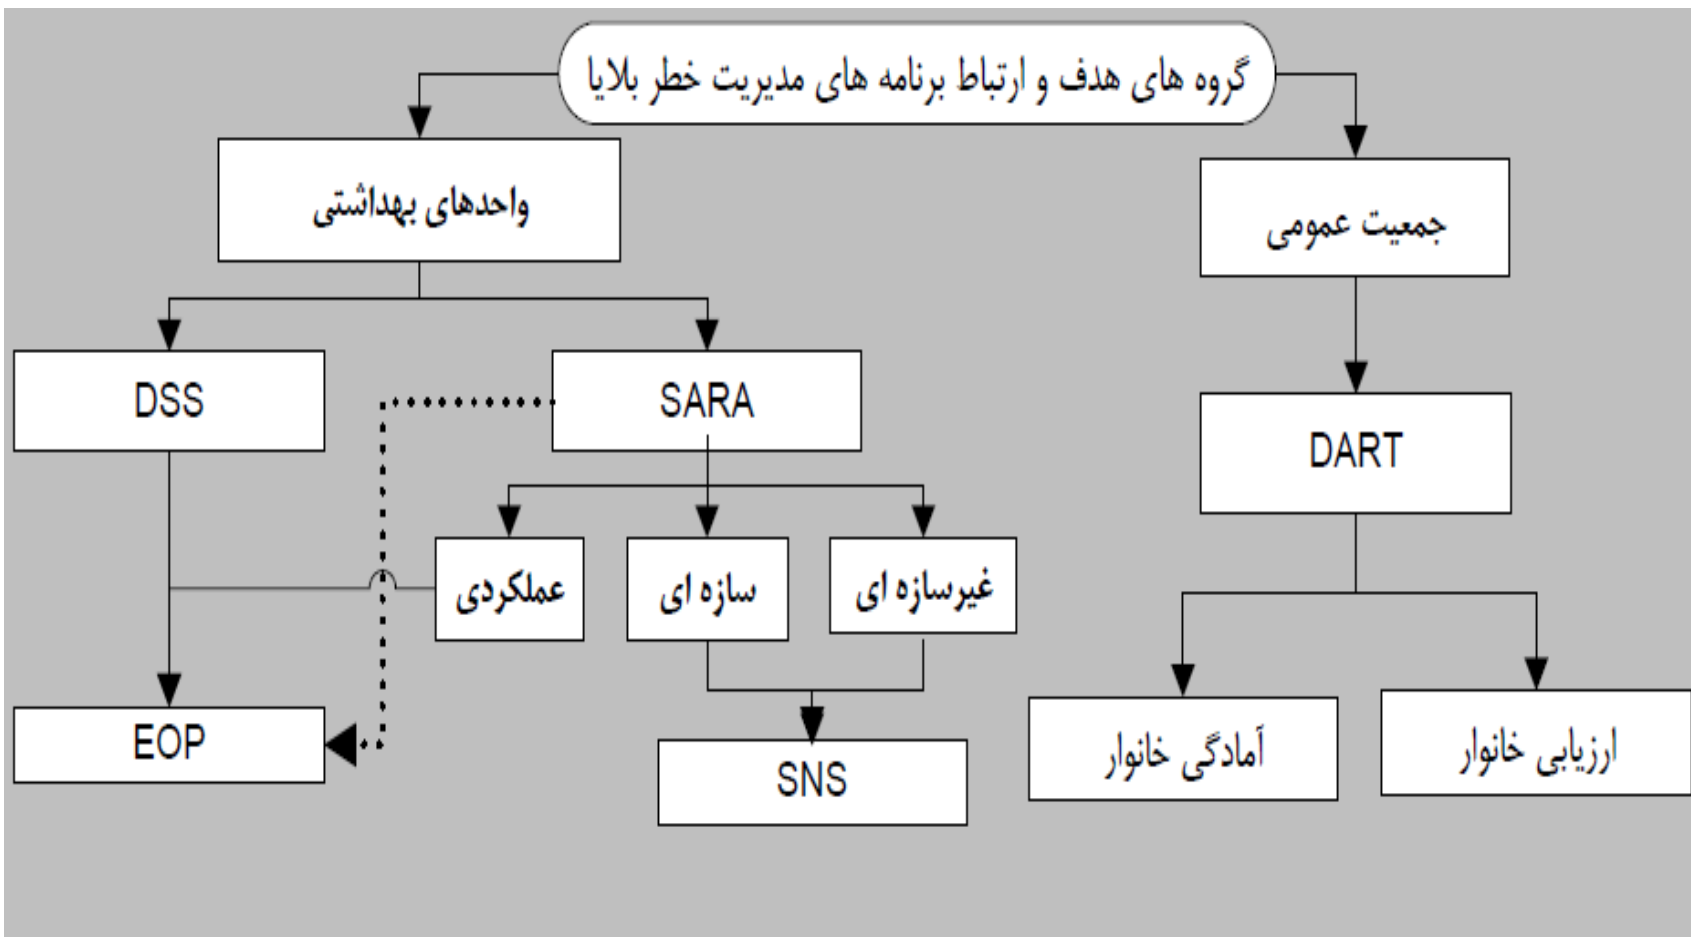 گروه های هدف و ارتباط برنامه های مدیریت خطر بلایا
جمعیت عمومی
واحدهای بهداشتی
DART
SARA
DSS
غیرسازه ای
سازه ای
عملکردی
ارزیابی خانوار
آمادگی خانوار
SNS
EOP